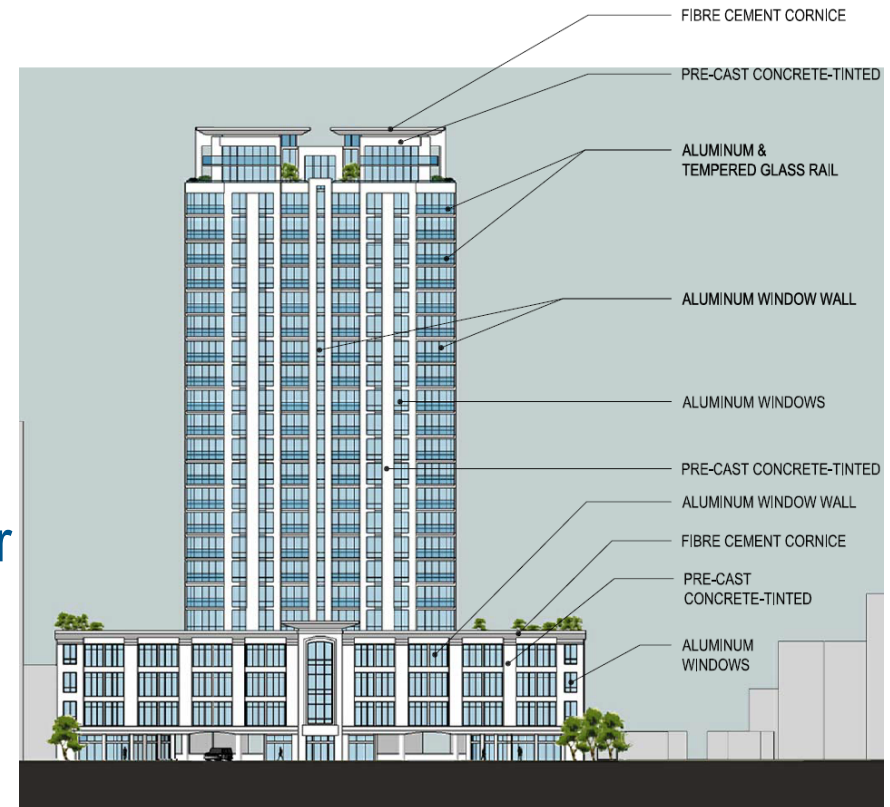 FIBRE CEMENT CORNICE
PRE-CAST CONCRETE-TINTED
ALUMINUM &
TEMPERED GLASS RAIL
ALUMINUM WINDOW WALL
ALUMINUM WINDOWS
PRE-CAST CONCRETE-TINTED
ALUMINUM WINDOW WALL
r
FIBRE CEMENT CORNICE
PRE-CAST
CONCRETE-TINTED
ALUMINUM
WINDOWS